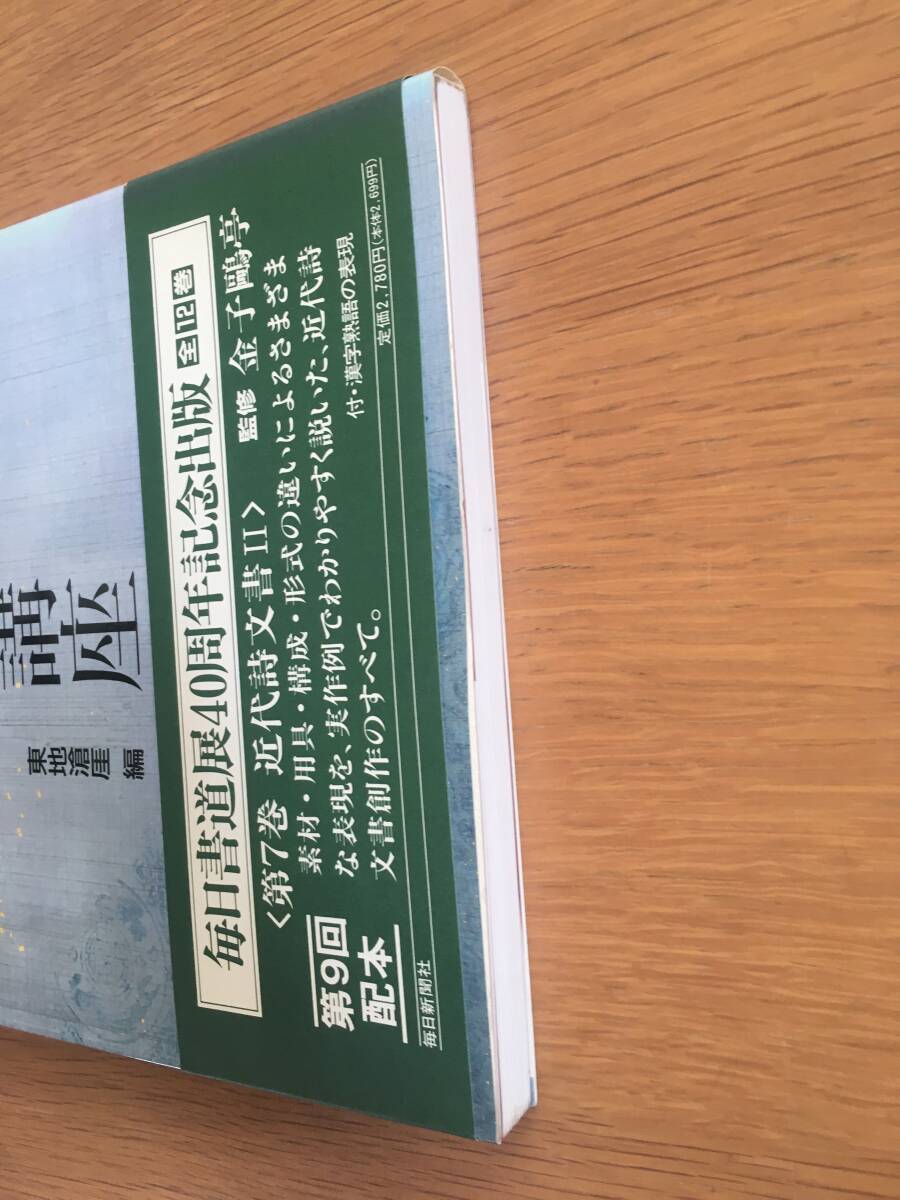 講座
東地滄厓 編
毎日書道展40周年記念出版 全12巻
〈第7巻 近代詩文書II〉 監修 金子鷗亭
素材・用具・構成・形式の違いによるさまざま
な表現を、実作例でわかりやすく説いた、近代詩
文書創作のすべて。
付・漢字熟語の表現
定価2,780円(本体2,699円)
第9回
配本
毎日新聞社